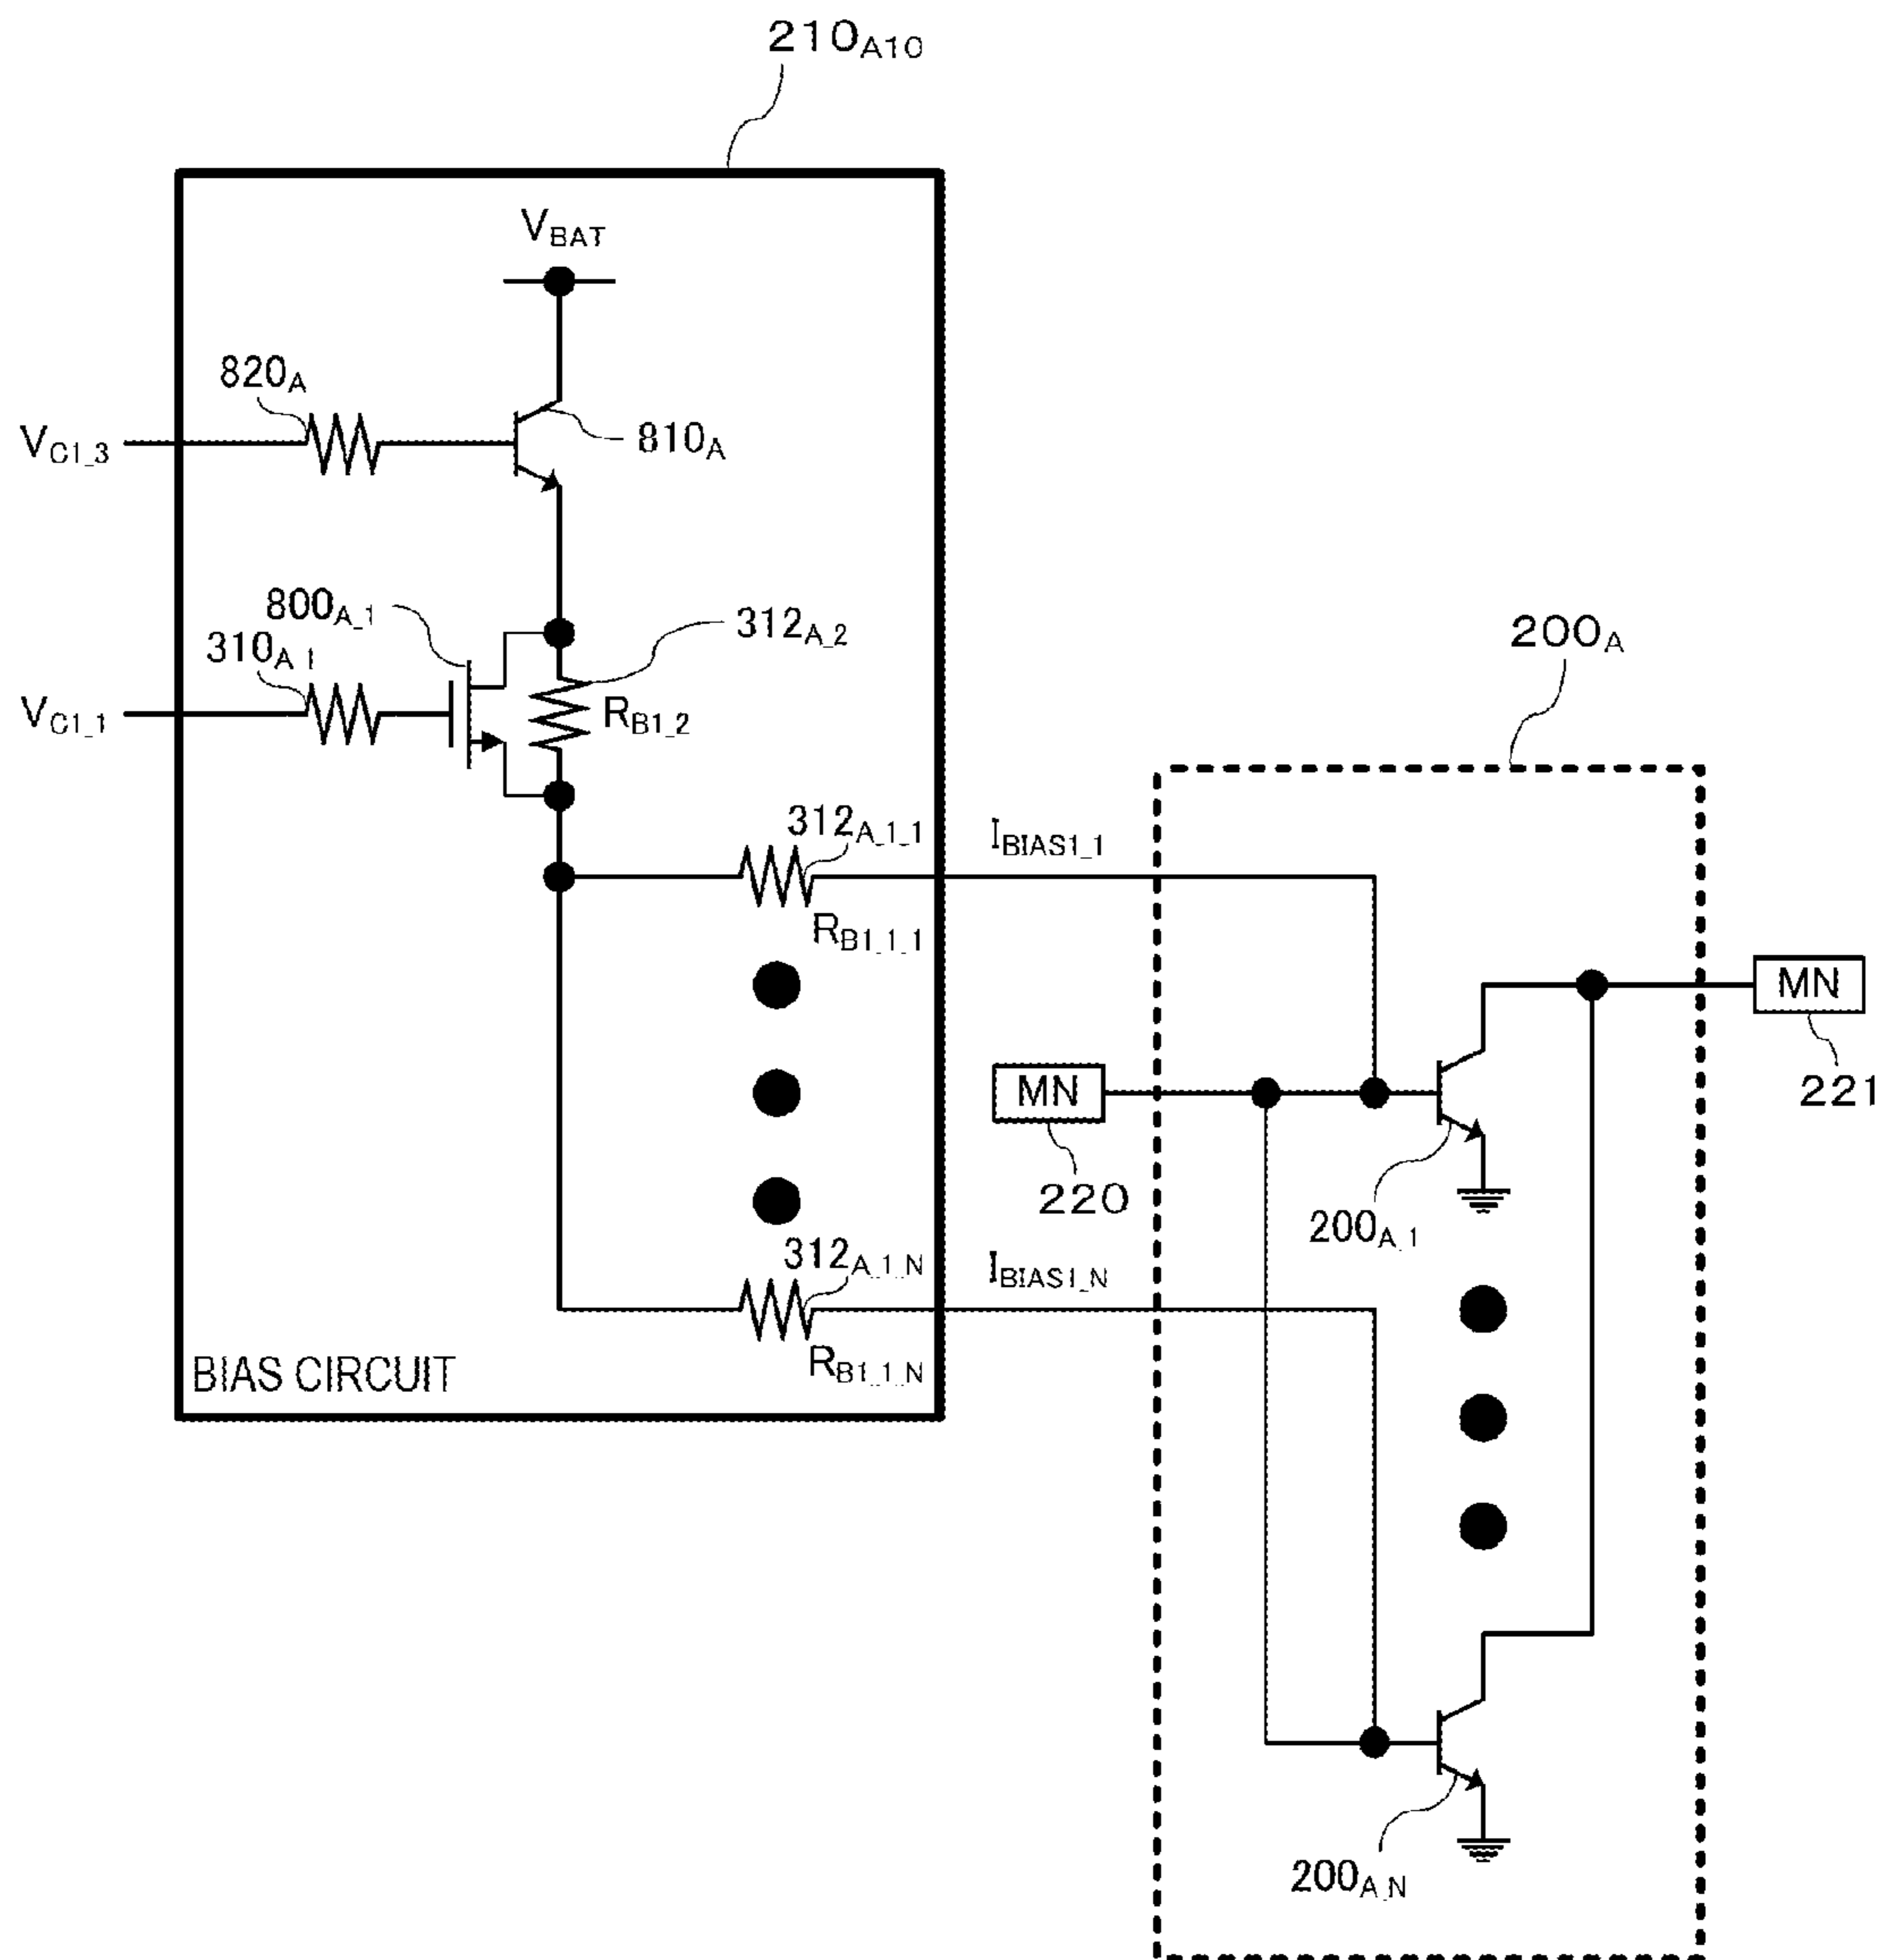 210A10
VBAT
820A
VC1_3
810A
800A_1
312A_2
310A_1
VC1_1
RB1_2
200A
312A_1_1
IBIAS1_1
RB1_1_1
MN
221
MN
220
200A_1
312A_1_N
IBIAS1_N
RB1_1_N
BIAS CIRCUIT
200A_N